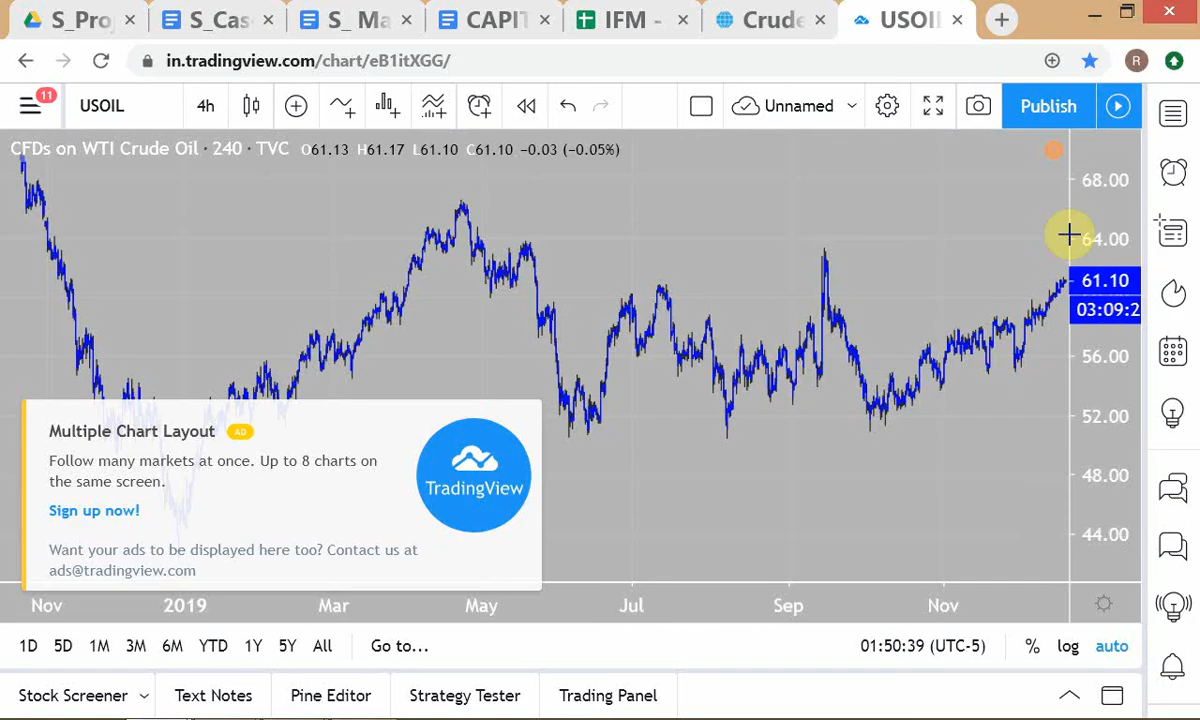 S_Pro
S_Cas
S_ Ma
CAPIT
IFM -
Crude
USOIL
in.tradingview.com/chart/eB1itXGG/
R
11
USOIL
4h
Unnamed
Publish
CFDs on WTI Crude Oil · 240 · TVC O61.13 H61.17 L61.10 C61.10 −0.03 (−0.05%)
68.00
64.00
61.10
03:09:2
56.00
52.00
48.00
44.00
Multiple Chart Layout AD
Follow many markets at once. Up to 8 charts on
the same screen.
Sign up now!
Want your ads to be displayed here too? Contact us at
ads@tradingview.com
TradingView
Nov 2019 Mar May Jul Sep Nov
1D 5D 1M 3M 6M YTD 1Y 5Y All Go to... 01:50:39 (UTC-5) % log auto
Stock Screener Text Notes Pine Editor Strategy Tester Trading Panel